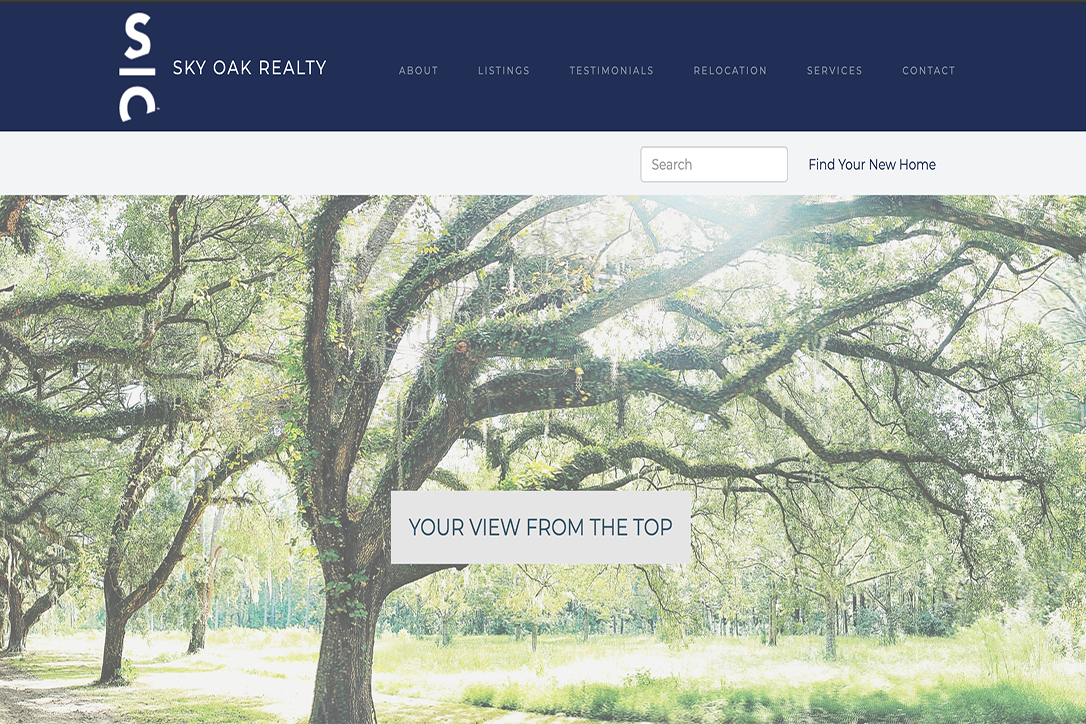 SKY OAK REALTY
ABOUT LISTINGS TESTIMONIALS RELOCATION SERVICES CONTACT
Search Find Your New Home
YOUR VIEW FROM THE TOP